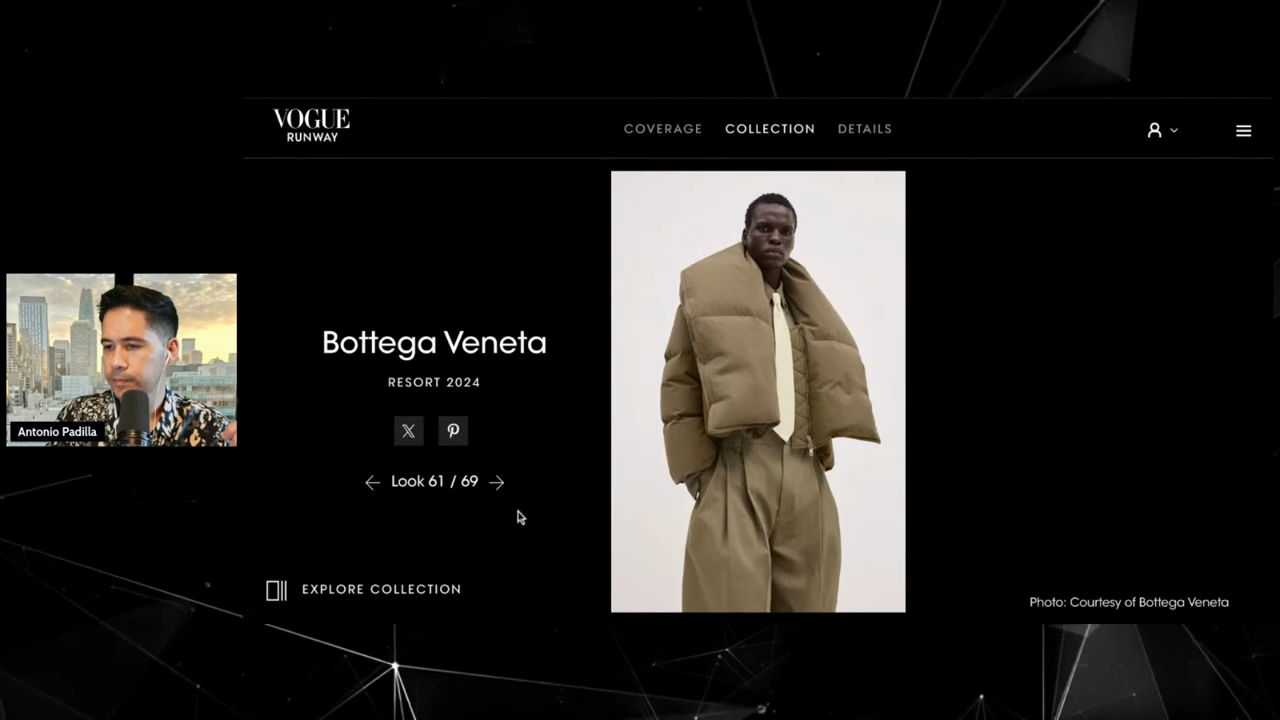 VOGUE
RUNWAY
COVERAGE COLLECTION DETAILS
Bottega Veneta
RESORT 2024
Look 61 / 69
EXPLORE COLLECTION
Photo: Courtesy of Bottega Veneta
Antonio Padilla